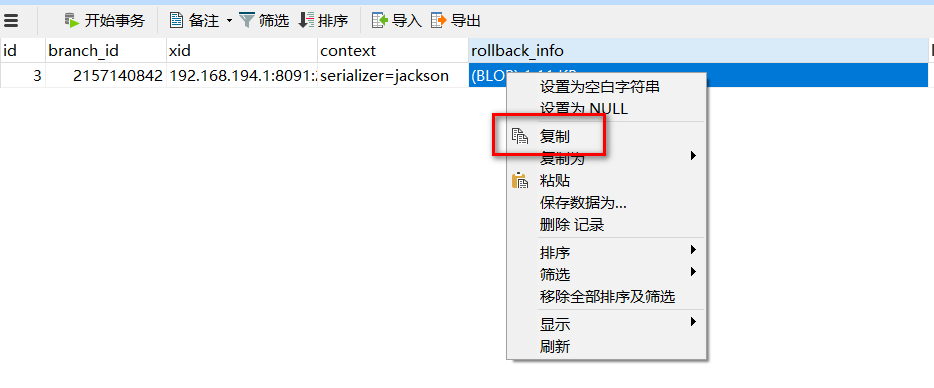 开始事务 备注 筛选 排序 导入 导出
id branch_id xid context rollback_info
3 2157140842 192.168.194.1:8091: serializer=jackson (BLOB) 1.11 KB
设置为空白字符串
设置为 NULL
复制
复制为
粘贴
保存数据为...
删除 记录
排序
筛选
移除全部排序及筛选
显示
刷新